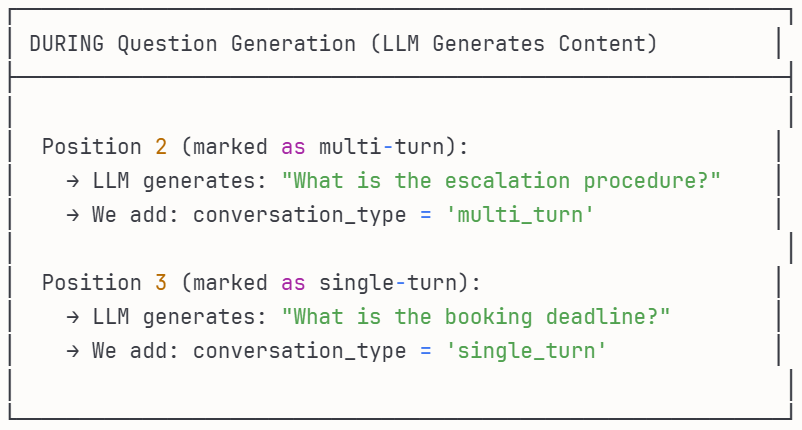 DURING Question Generation (LLM Generates Content)
Position 2 (marked as multi-turn):
→ LLM generates: "What is the escalation procedure?"
→ We add: conversation_type = 'multi_turn'
Position 3 (marked as single-turn):
→ LLM generates: "What is the booking deadline?"
→ We add: conversation_type = 'single_turn'